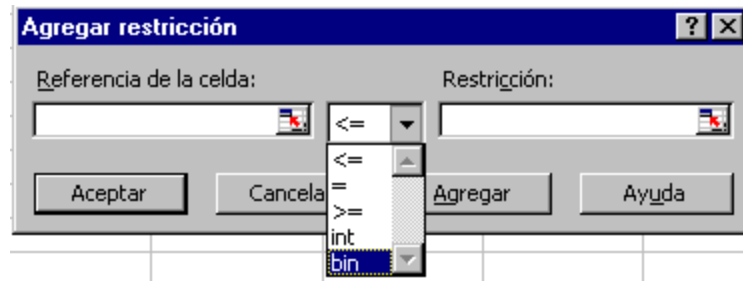 Agregar restricción
Referencia de la celda:
Restricción:
<=
<=
=
>=
int
bin
Aceptar
Cancela
Agregar
Ayuda